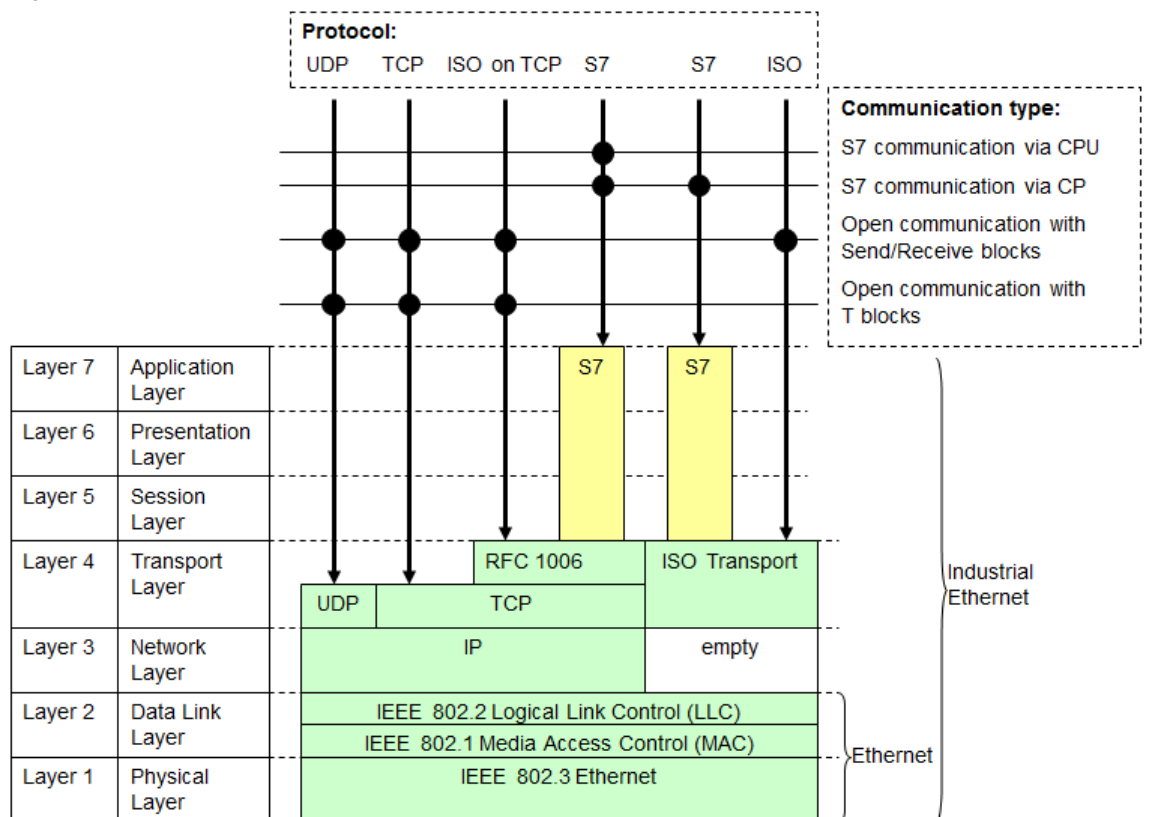 Protocol:
UDP TCP ISO on TCP S7 S7 ISO
Communication type:
S7 communication via CPU
S7 communication via CP
Open communication with
Send/Receive blocks
Open communication with
T blocks
Layer 7 Application
Layer
S7 S7
Layer 6 Presentation
Layer
Layer 5 Session
Layer
Layer 4 Transport
Layer
RFC 1006 ISO Transport
UDP TCP
Layer 3 Network
Layer
IP empty
Layer 2 Data Link
Layer
IEEE 802.2 Logical Link Control (LLC)
IEEE 802.1 Media Access Control (MAC)
Layer 1 Physical
Layer
IEEE 802.3 Ethernet
Ethernet
Industrial
Ethernet